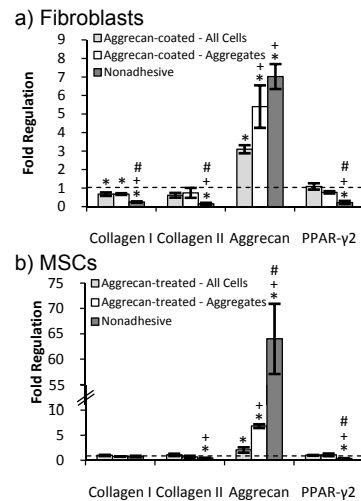 a) Fibroblasts
Aggrecan-coated - All Cells
Aggrecan-coated - Aggregates
Nonadhesive
Fold Regulation
9
8
7
6
5
4
3
2
1
0
* * # + *
# + *
* + * + *
# + *
Collagen I Collagen II Aggrecan PPAR-γ2
b) MSCs
Aggrecan-treated - All Cells
Aggrecan-treated - Aggregates
Nonadhesive
Fold Regulation
75
70
65
60
55
10
5
0
+ *
* + * # + *
# + *
Collagen I Collagen II Aggrecan PPAR-γ2